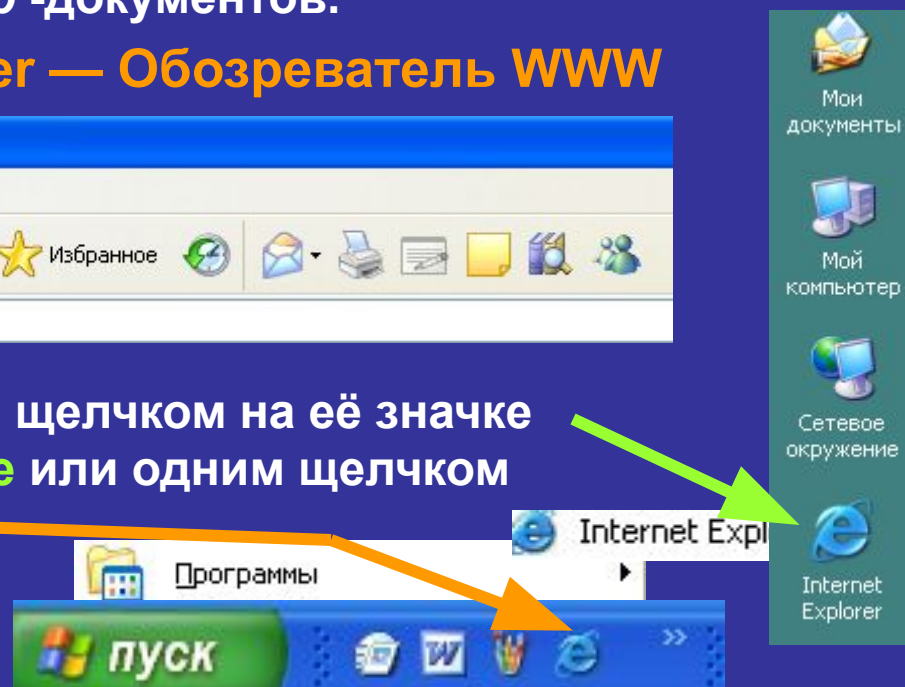 -документов.
er — Обозреватель WWW
Избранное
щелчком на её значке
е или одним щелчком
Internet Expl
Программы
пуск
Мои
документы
Мой
компьютер
Сетевое
окружение
Internet
Explorer